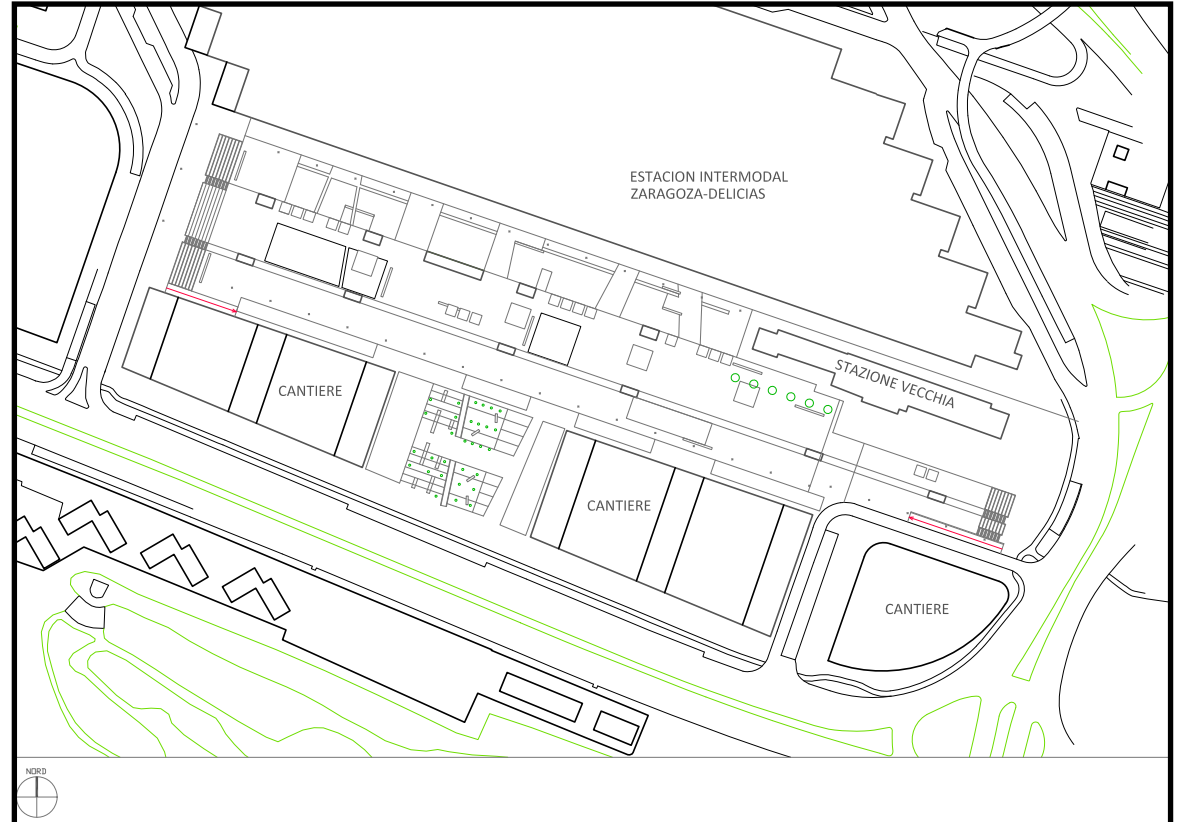 ESTACION INTERMODAL
ZARAGOZA-DELICIAS
STAZIONE VECCHIA
CANTIERE
CANTIERE
CANTIERE
NORD